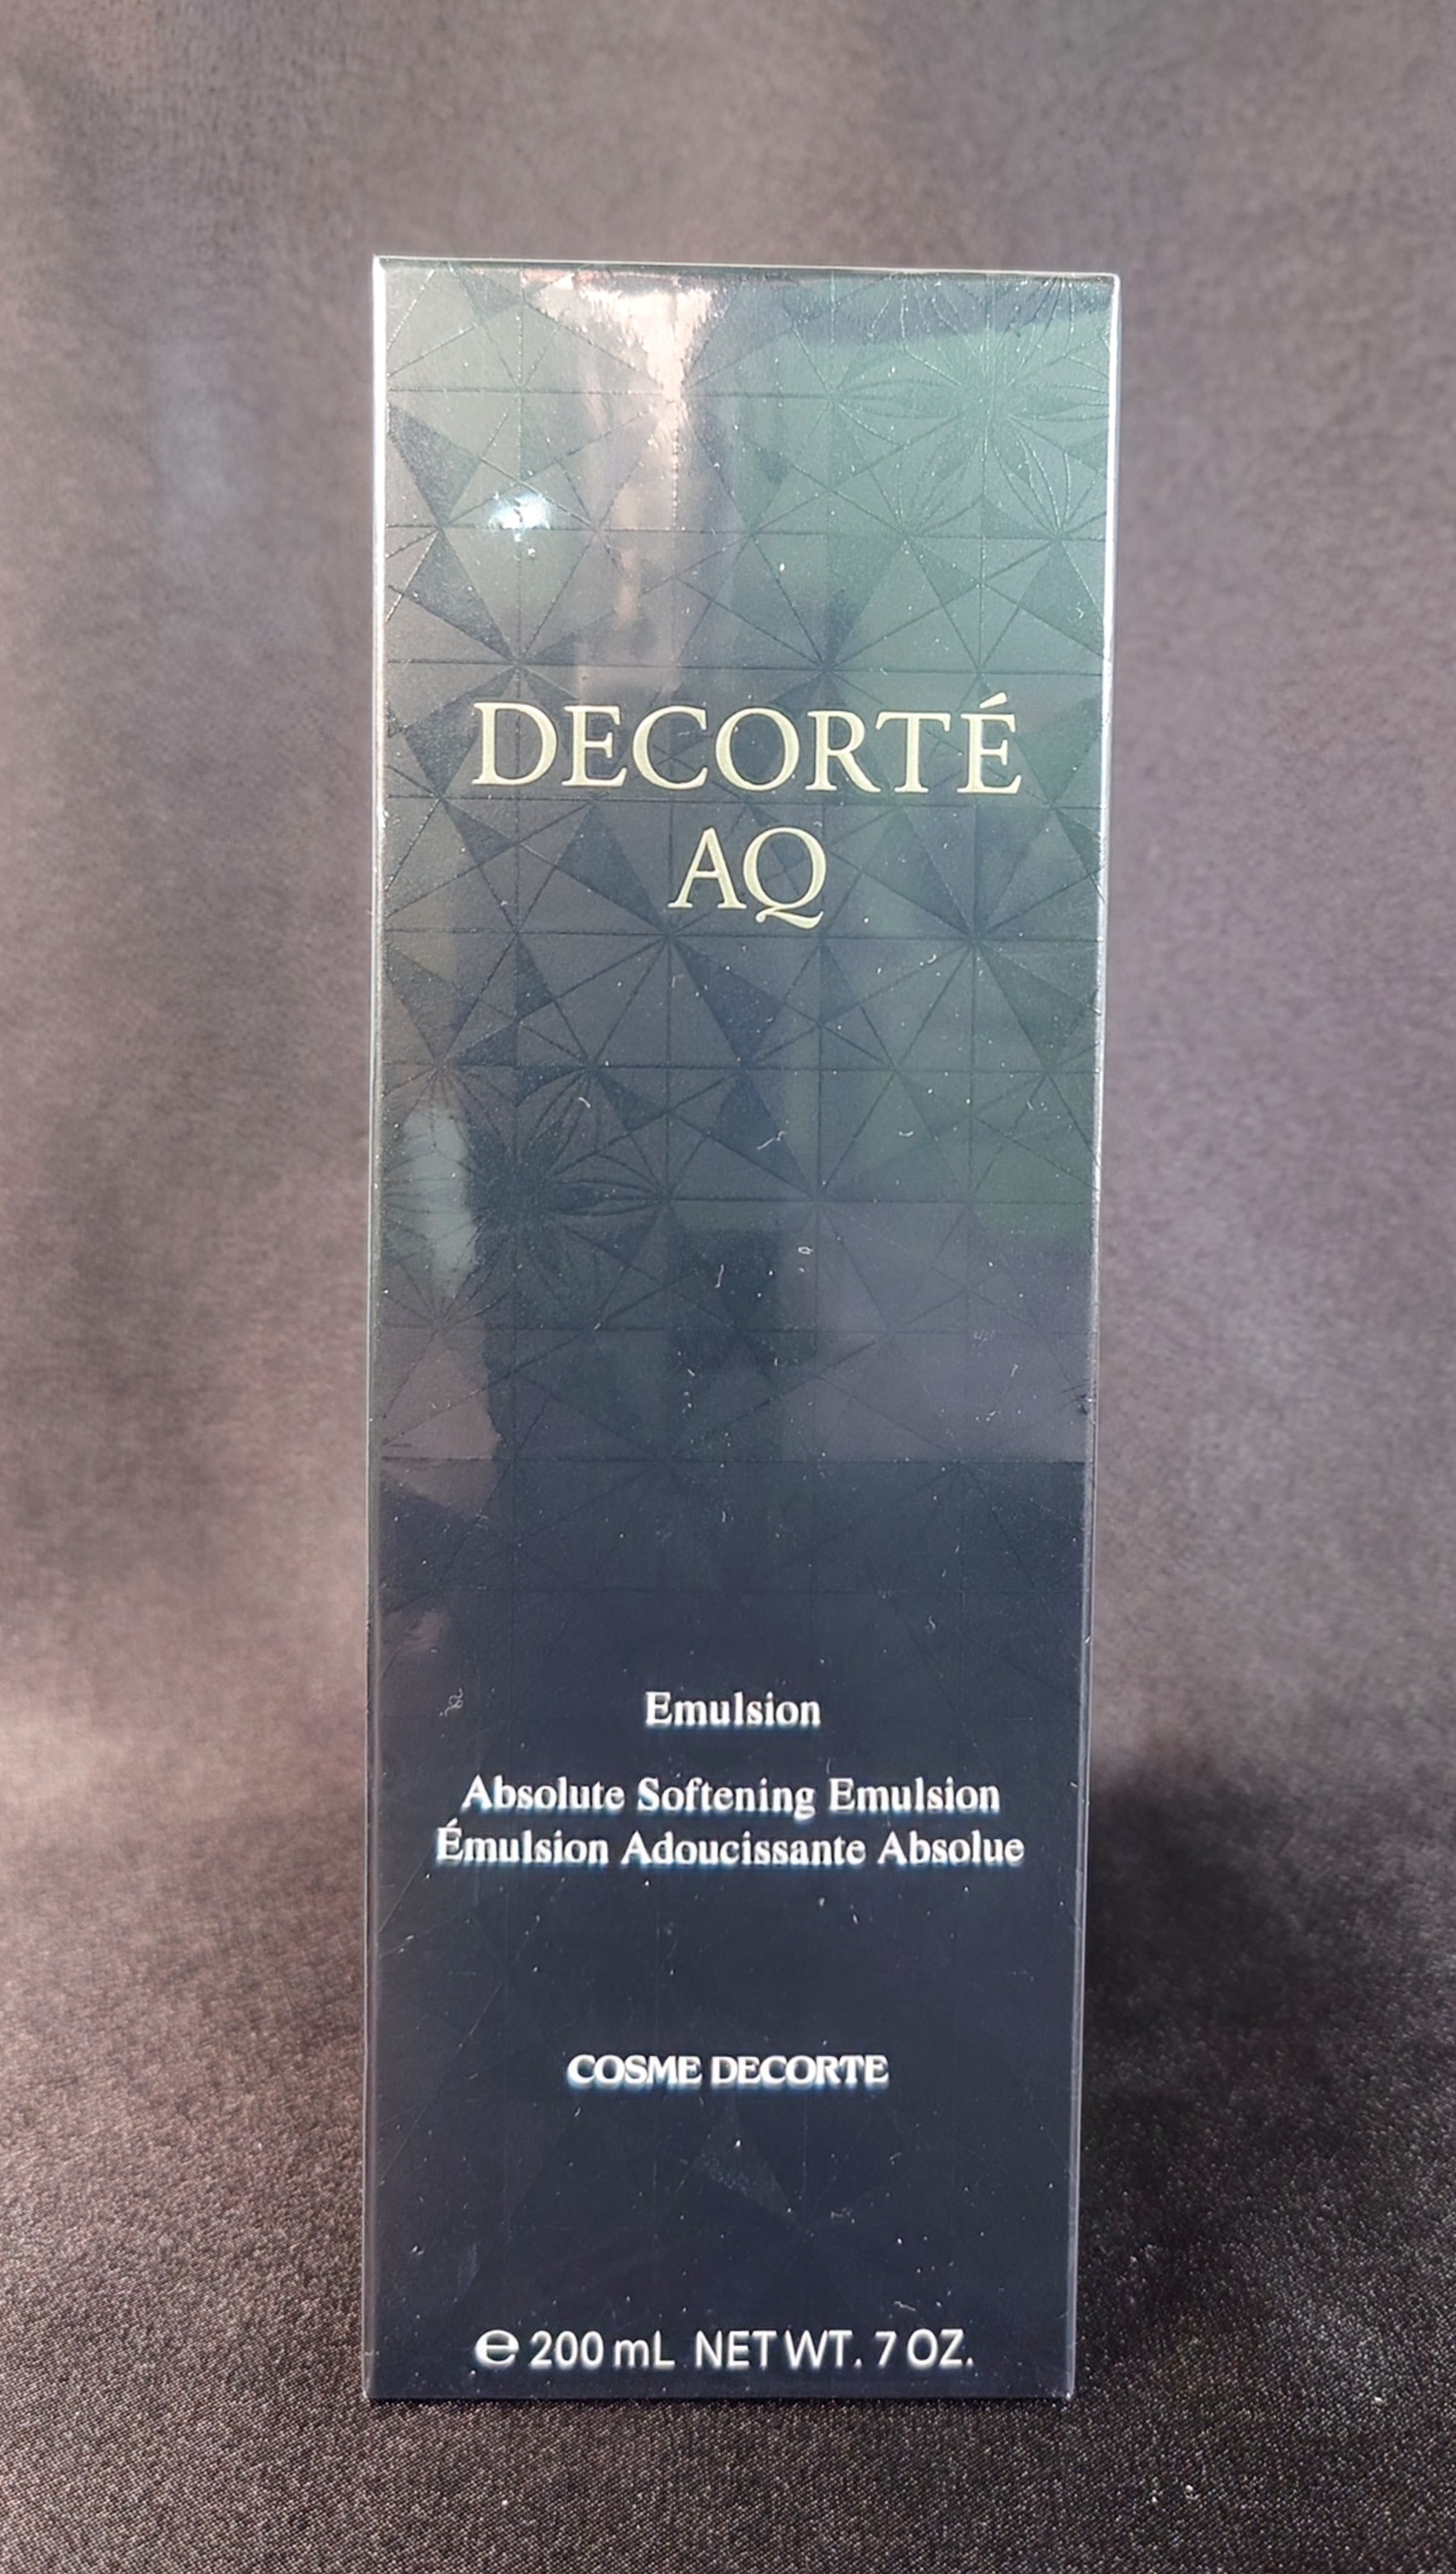 DECORTÉ
AQ
Emulsion
Absolute Softening Emulsion
Émulsion Adoucissante Absolue
COSME DECORTE
℮ 200 mL NET WT. 7 OZ.